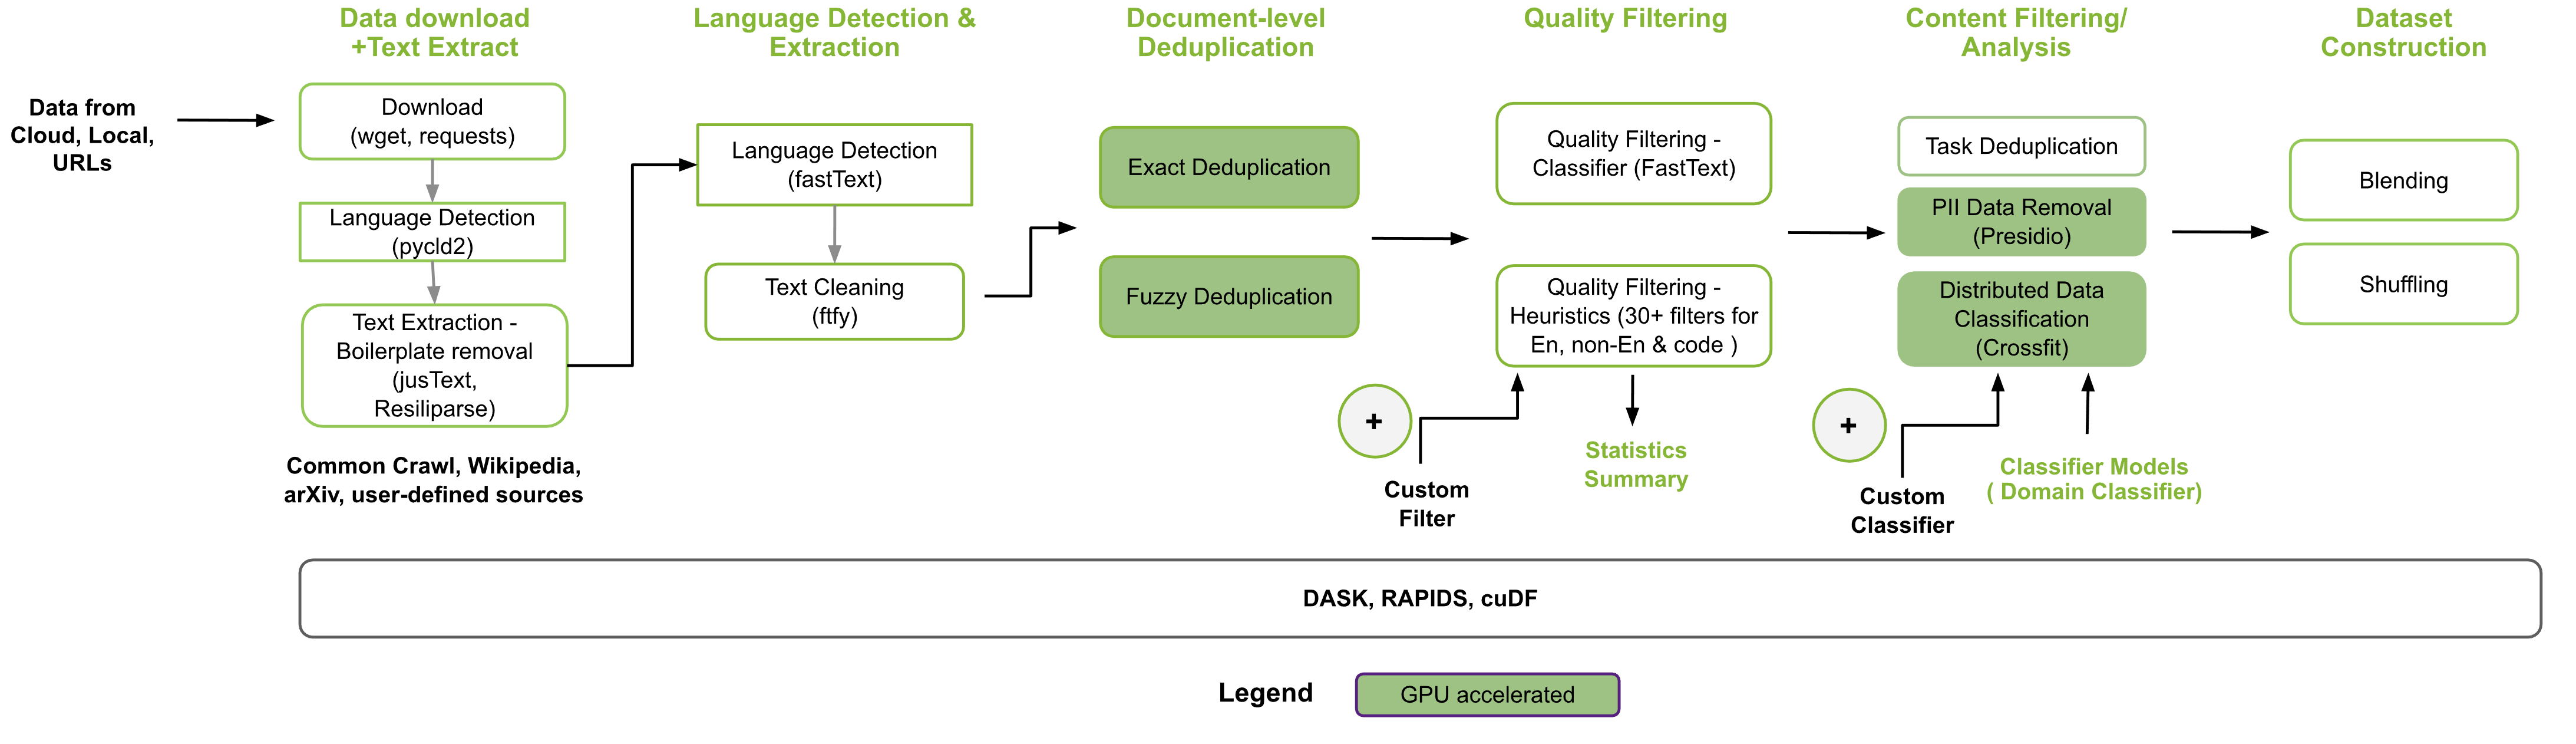 Data download
+Text Extract
Language Detection &
Extraction
Document-level
Deduplication
Quality Filtering
Content Filtering/
Analysis
Dataset
Construction
Data from
Cloud, Local,
URLs
Download
(wget, requests)
Language Detection
(pycld2)
Text Extraction -
Boilerplate removal
(jusText,
Resiliparse)
Common Crawl, Wikipedia,
arXiv, user-defined sources
Language Detection
(fastText)
Text Cleaning
(ftfy)
Exact Deduplication
Fuzzy Deduplication
Quality Filtering -
Classifier (FastText)
Quality Filtering -
Heuristics (30+ filters for
En, non-En & code )
+
Custom
Filter
Statistics
Summary
Task Deduplication
PII Data Removal
(Presidio)
Distributed Data
Classification
(Crossfit)
+
Custom
Classifier
Classifier Models
( Domain Classifier)
Blending
Shuffling
DASK, RAPIDS, cuDF
Legend
GPU accelerated